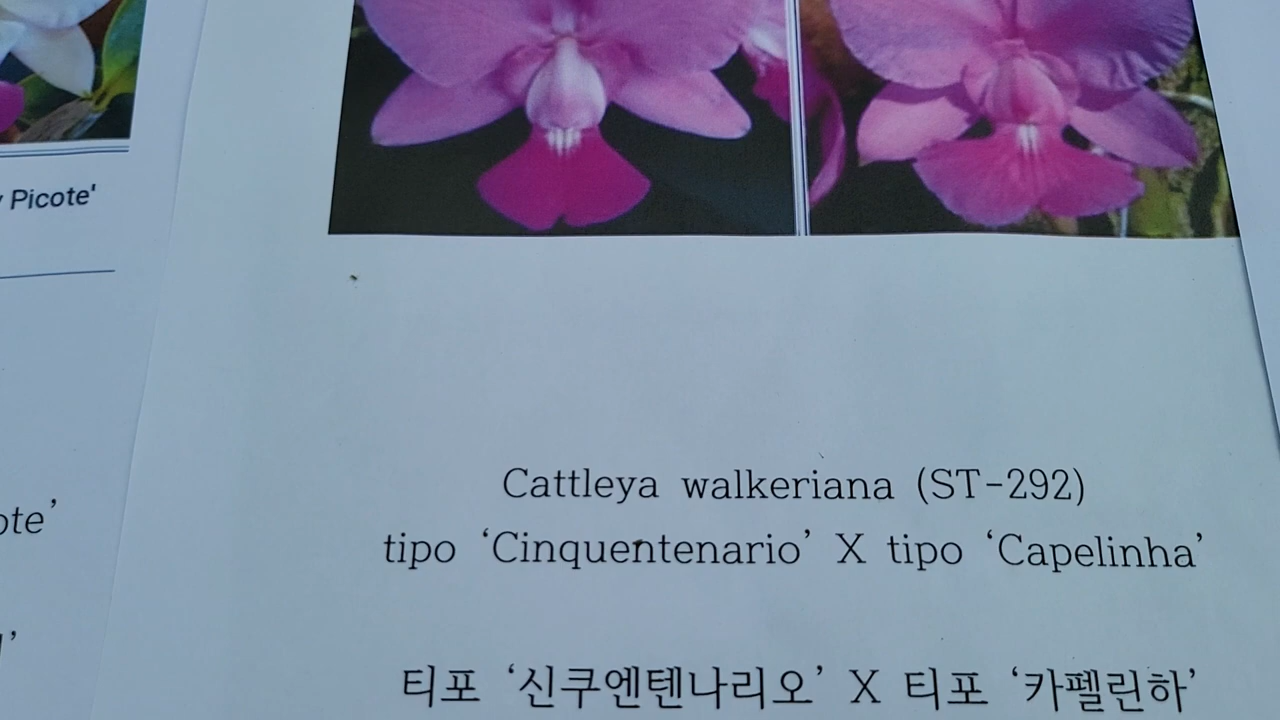 Picote'
Cattleya walkeriana (ST-292)
tipo ‘Cinquentenario’ X tipo ‘Capelinha’
티포 ‘신쿠엔텐나리오’ X 티포 ‘카펠린하’